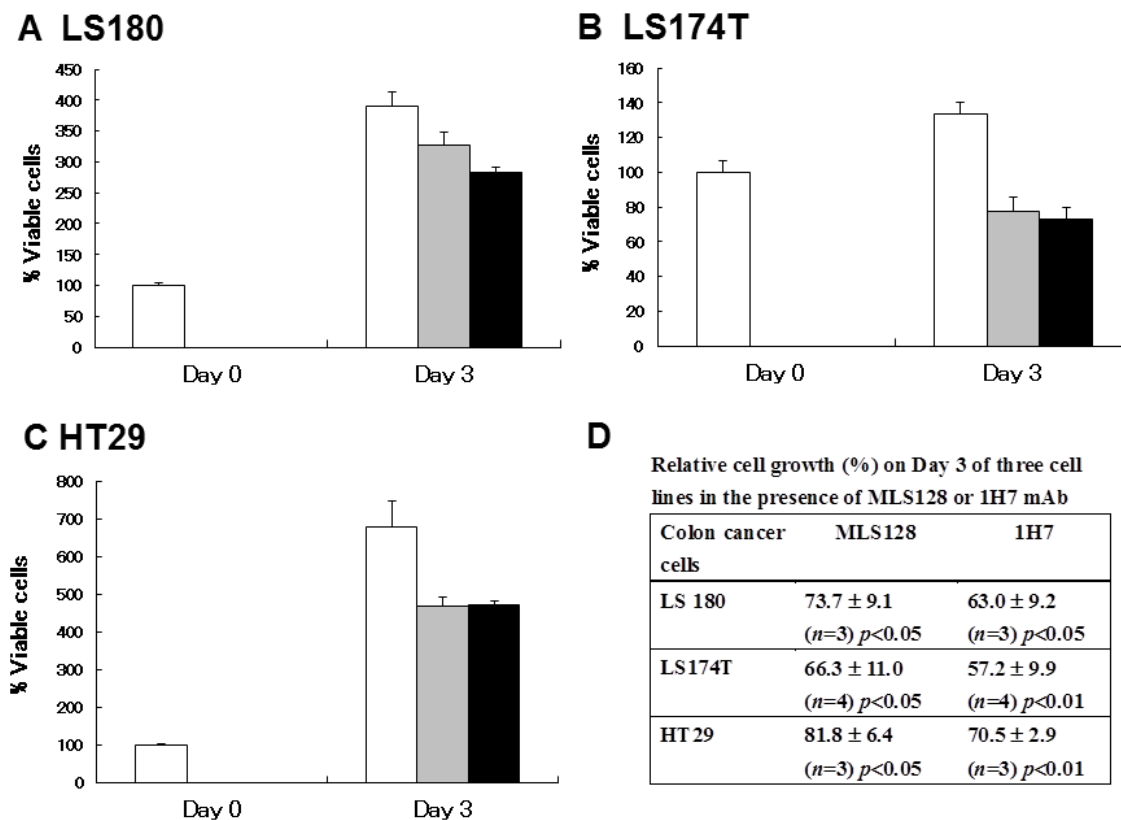 A LS180
% Viable cells
450
400
350
300
250
200
150
100
50
0
Day 0 Day 3
B LS174T
% Viable cells
160
140
120
100
80
60
40
20
0
Day 0 Day 3
C HT29
% Viable cells
800
700
600
500
400
300
200
100
0
Day 0 Day 3
D
Relative cell growth (%) on Day 3 of three cell
lines in the presence of MLS128 or 1H7 mAb
Colon cancer cells MLS128 1H7
LS 180 73.7 ± 9.1 63.0 ± 9.2
(n=3) p<0.05 (n=3) p<0.05
LS174T 66.3 ± 11.0 57.2 ± 9.9
(n=4) p<0.05 (n=4) p<0.01
HT29 81.8 ± 6.4 70.5 ± 2.9
(n=3) p<0.05 (n=3) p<0.01